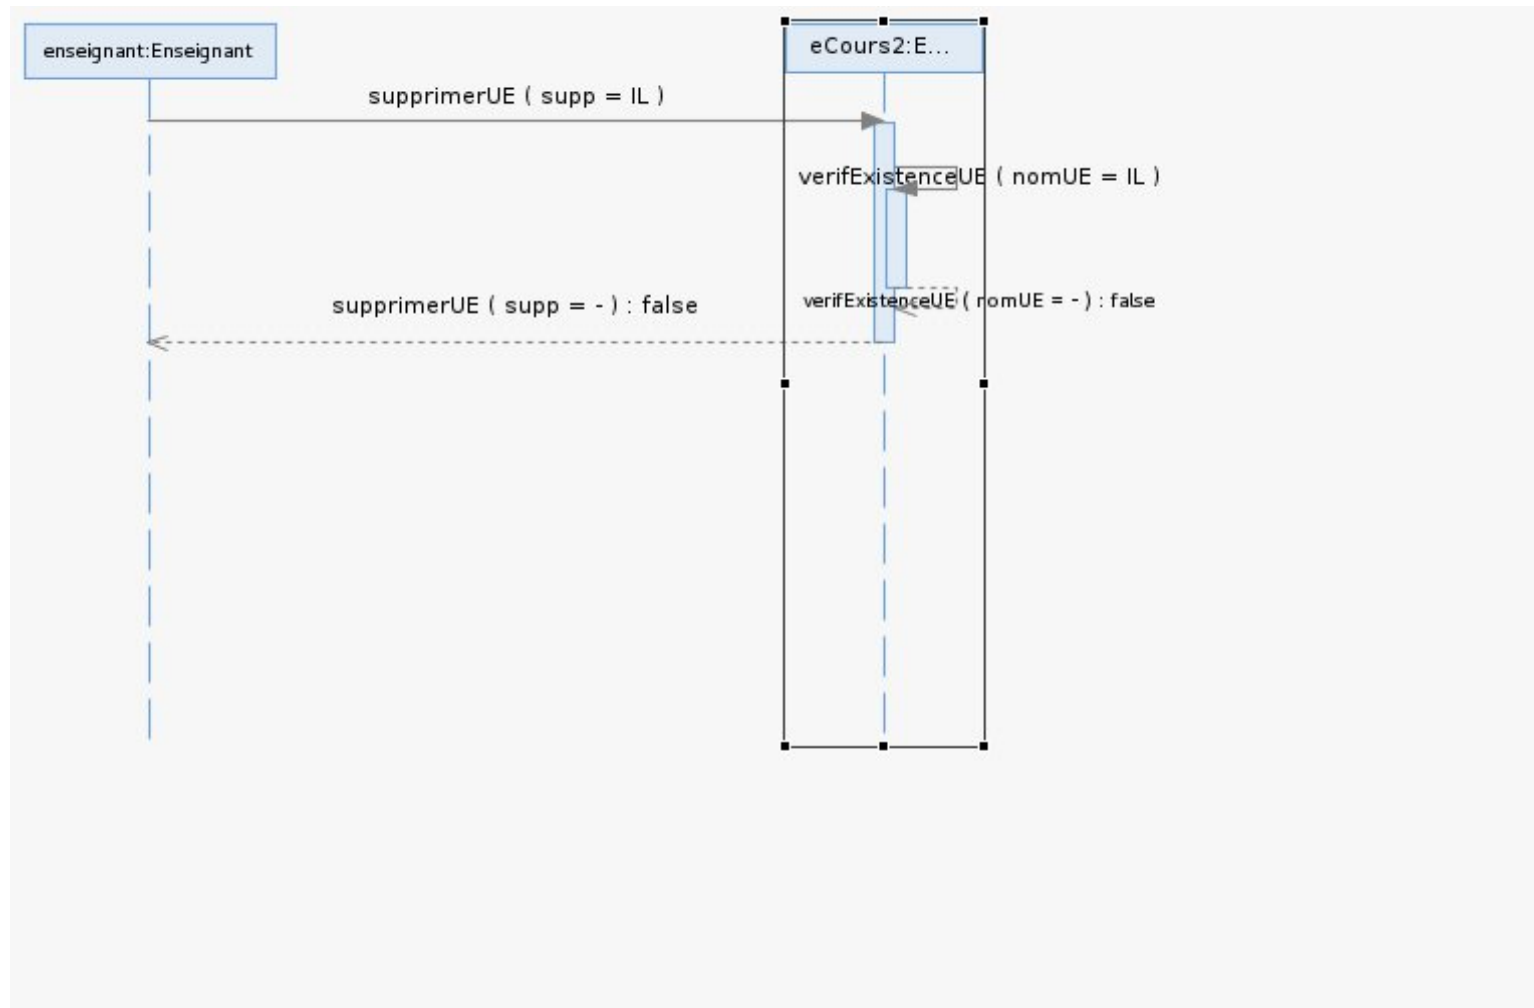 enseignant:Enseignant
eCours2:E...
supprimerUE ( supp = IL )
verifExistenceUE ( nomUE = IL )
verifExistenceUE ( nomUE = - ) : false
supprimerUE ( supp = - ) : false